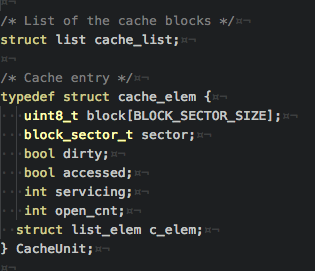 /* List of the cache blocks */
struct list cache_list;
/* Cache entry */
typedef struct cache_elem {
uint8_t block[BLOCK_SECTOR_SIZE];
block_sector_t sector;
bool dirty;
bool accessed;
int servicing;
int open_cnt;
struct list_elem c_elem;
} CacheUnit;